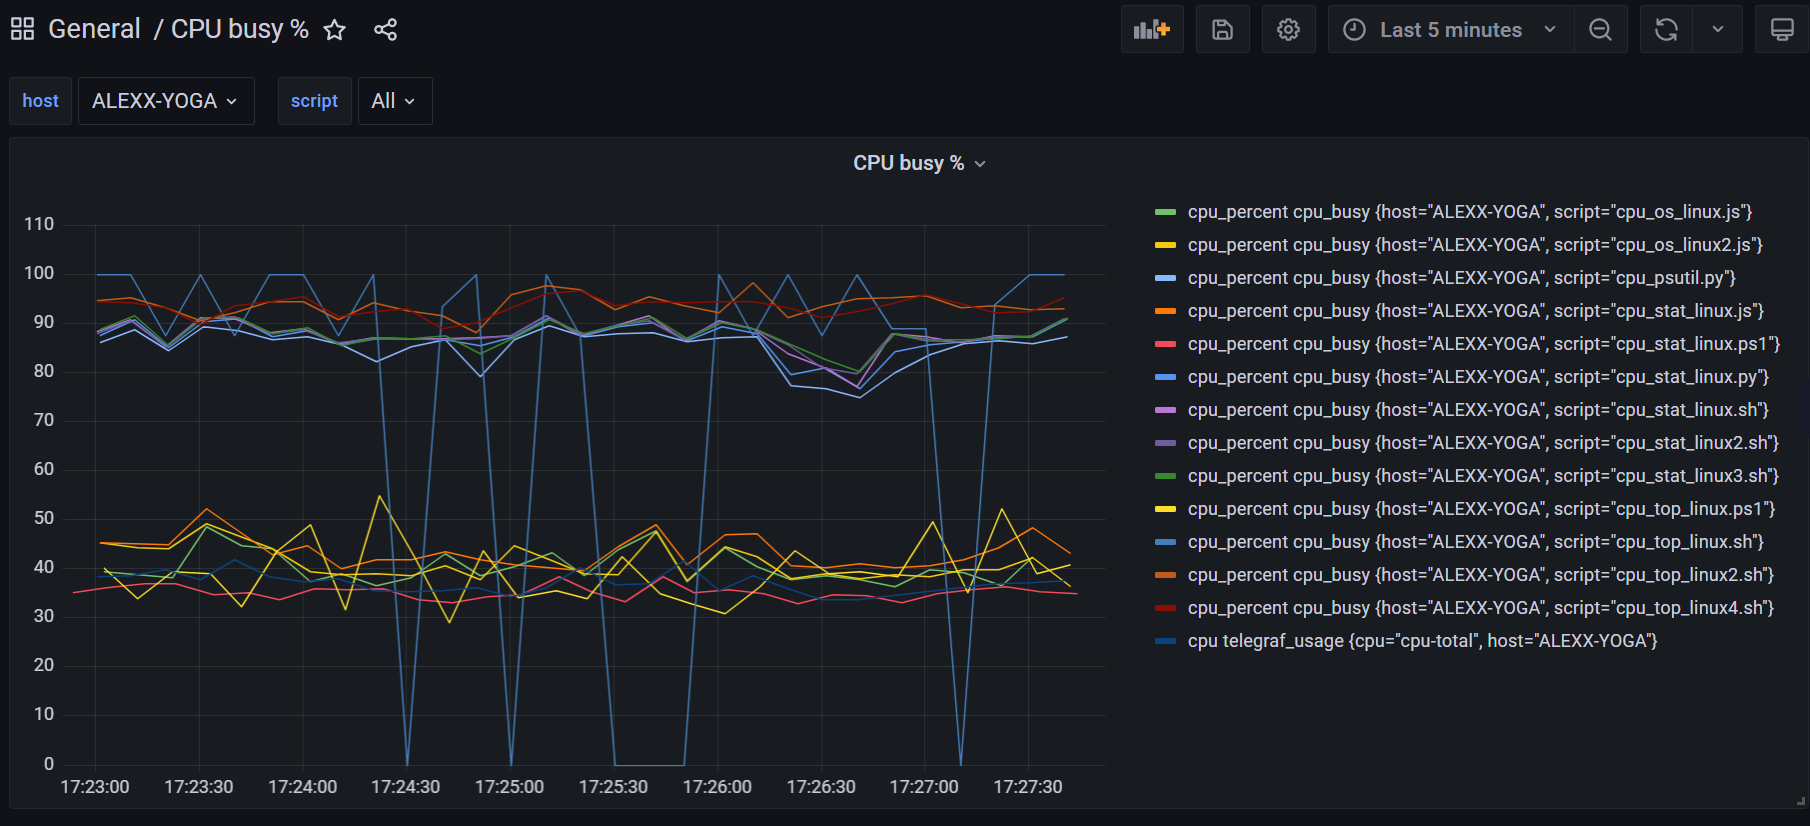 General / CPU busy %
Last 5 minutes
host ALEXX-YOGA script All
CPU busy %
110
100
90
80
70
60
50
40
30
20
10
0
17:23:00 17:23:30 17:24:00 17:24:30 17:25:00 17:25:30 17:26:00 17:26:30 17:27:00 17:27:30
cpu_percent cpu_busy {host="ALEXX-YOGA", script="cpu_os_linux.js"}
cpu_percent cpu_busy {host="ALEXX-YOGA", script="cpu_os_linux2.js"}
cpu_percent cpu_busy {host="ALEXX-YOGA", script="cpu_psutil.py"}
cpu_percent cpu_busy {host="ALEXX-YOGA", script="cpu_stat_linux.js"}
cpu_percent cpu_busy {host="ALEXX-YOGA", script="cpu_stat_linux.ps1"}
cpu_percent cpu_busy {host="ALEXX-YOGA", script="cpu_stat_linux.py"}
cpu_percent cpu_busy {host="ALEXX-YOGA", script="cpu_stat_linux.sh"}
cpu_percent cpu_busy {host="ALEXX-YOGA", script="cpu_stat_linux2.sh"}
cpu_percent cpu_busy {host="ALEXX-YOGA", script="cpu_stat_linux3.sh"}
cpu_percent cpu_busy {host="ALEXX-YOGA", script="cpu_top_linux.ps1"}
cpu_percent cpu_busy {host="ALEXX-YOGA", script="cpu_top_linux.sh"}
cpu_percent cpu_busy {host="ALEXX-YOGA", script="cpu_top_linux2.sh"}
cpu_percent cpu_busy {host="ALEXX-YOGA", script="cpu_top_linux4.sh"}
cpu telegraf_usage {cpu="cpu-total", host="ALEXX-YOGA"}